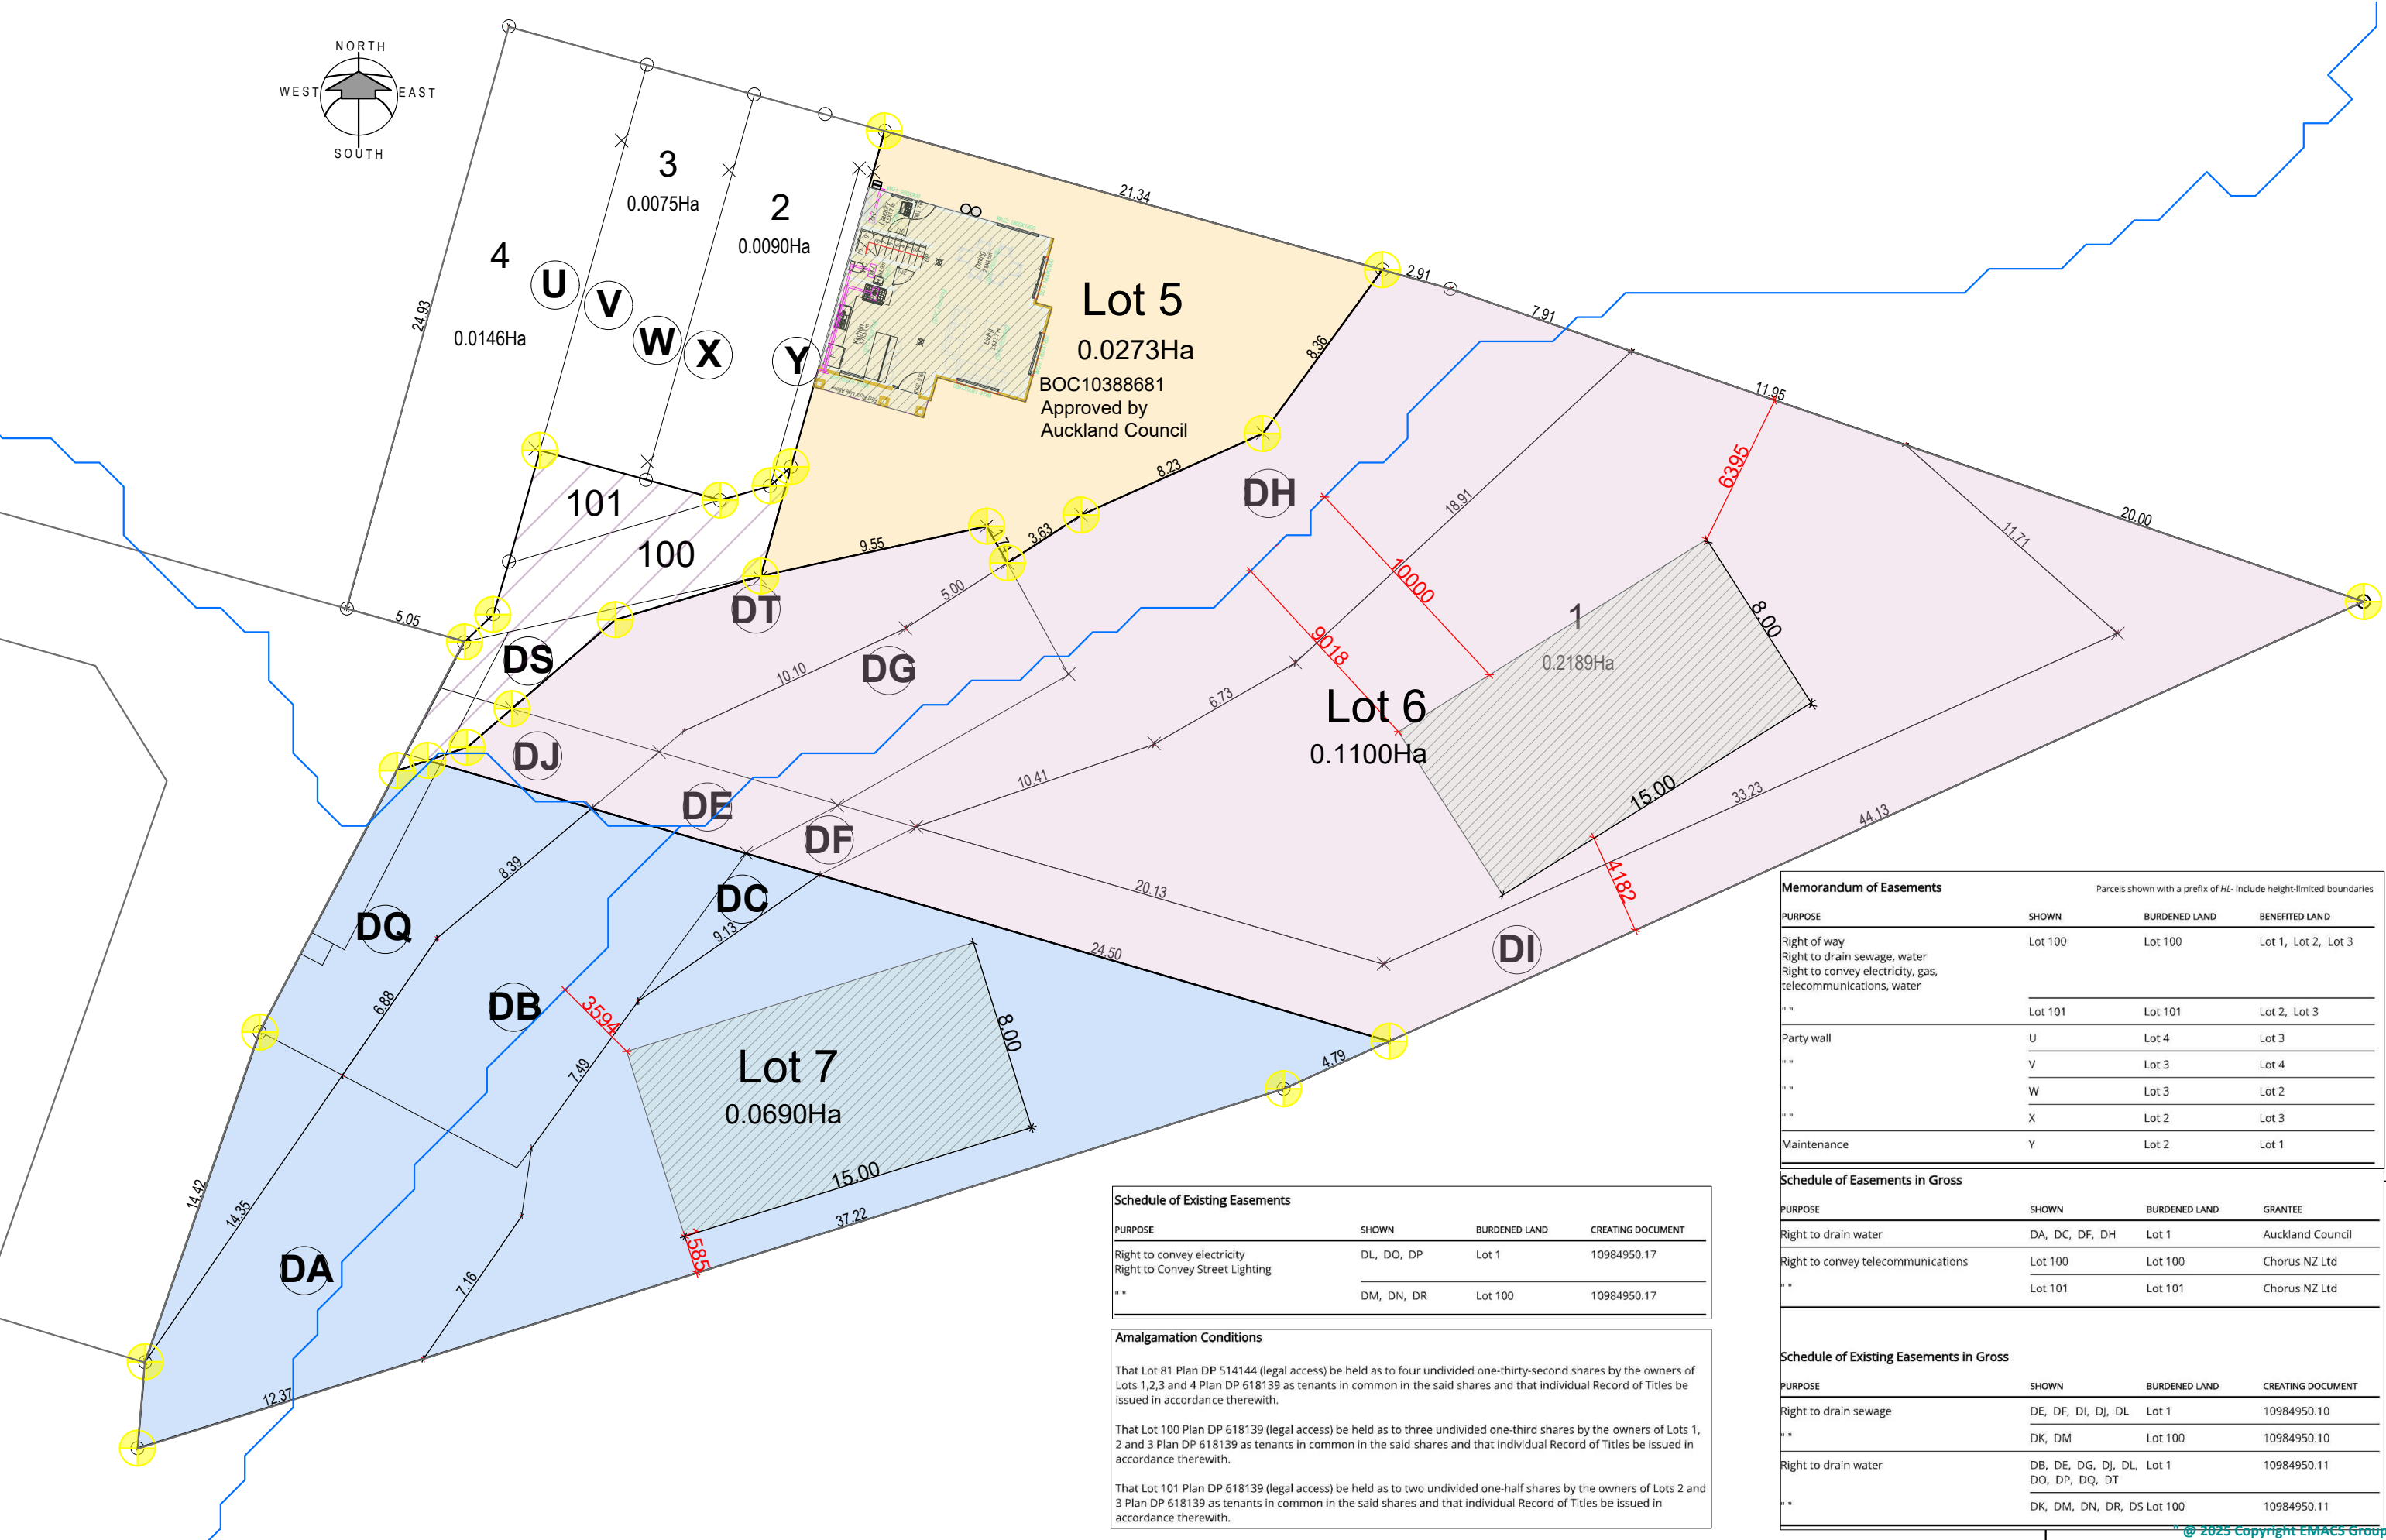 NORTH
WEST
EAST
SOUTH
3
0.0075Ha
2
0.0090Ha
4
0.0146Ha
U
V
W
X
Y
24.93
21.34
2.91
7.91
11.95
20.00
8
Lot 5
0.0273Ha
BOC10388681
Approved by
Auckland Council
8.36
8.23
3.63
1.74
9.55
5.00
101
100
5.05
DH
DT
DS
DG
10.10
18.91
6395
10000
9018
11.71
1
0.2189Ha
8.00
15.00
Lot 6
0.1100Ha
6.73
10.41
DJ
DE
DF
DC
20.13
33.23
44.13
4182
DI
24.50
8.39
9.13
DQ
6.88
DB
3594
7.49
8.00
Lot 7
0.0690Ha
15.00
4.79
37.22
1585
14.42
14.35
7.16
DA
12.37
Memorandum of Easements
Parcels shown with a prefix of HL- include height-limited boundaries
PURPOSE SHOWN BURDENED LAND BENEFITED LAND
Right of way Lot 100 Lot 100 Lot 1, Lot 2, Lot 3
Right to drain sewage, water
Right to convey electricity, gas,
telecommunications, water
" " Lot 101 Lot 101 Lot 2, Lot 3
Party wall U Lot 4 Lot 3
" " V Lot 3 Lot 4
" " W Lot 3 Lot 2
" " X Lot 2 Lot 3
Maintenance Y Lot 2 Lot 1
Schedule of Easements in Gross
PURPOSE SHOWN BURDENED LAND GRANTEE
Right to drain water DA, DC, DF, DH Lot 1 Auckland Council
Right to convey telecommunications Lot 100 Lot 100 Chorus NZ Ltd
" " Lot 101 Lot 101 Chorus NZ Ltd
Schedule of Existing Easements in Gross
PURPOSE SHOWN BURDENED LAND CREATING DOCUMENT
Right to drain sewage DE, DF, DI, DJ, DL Lot 1 10984950.10
" " DK, DM Lot 100 10984950.10
Right to drain water DB, DE, DG, DJ, DL, Lot 1 10984950.11
DO, DP, DQ, DT
" " DK, DM, DN, DR, DS Lot 100 10984950.11
Schedule of Existing Easements
PURPOSE SHOWN BURDENED LAND CREATING DOCUMENT
Right to convey electricity DL, DO, DP Lot 1 10984950.17
Right to Convey Street Lighting
" " DM, DN, DR Lot 100 10984950.17
Amalgamation Conditions
That Lot 81 Plan DP 514144 (legal access) be held as to four undivided one-thirty-second shares by the owners of
Lots 1,2,3 and 4 Plan DP 618139 as tenants in common in the said shares and that individual Record of Titles be
issued in accordance therewith.
That Lot 100 Plan DP 618139 (legal access) be held as to three undivided one-third shares by the owners of Lots 1,
2 and 3 Plan DP 618139 as tenants in common in the said shares and that individual Record of Titles be issued in
accordance therewith.
That Lot 101 Plan DP 618139 (legal access) be held as to two undivided one-half shares by the owners of Lots 2 and
3 Plan DP 618139 as tenants in common in the said shares and that individual Record of Titles be issued in
accordance therewith.
" @ 2025 Copyright EMACS Group